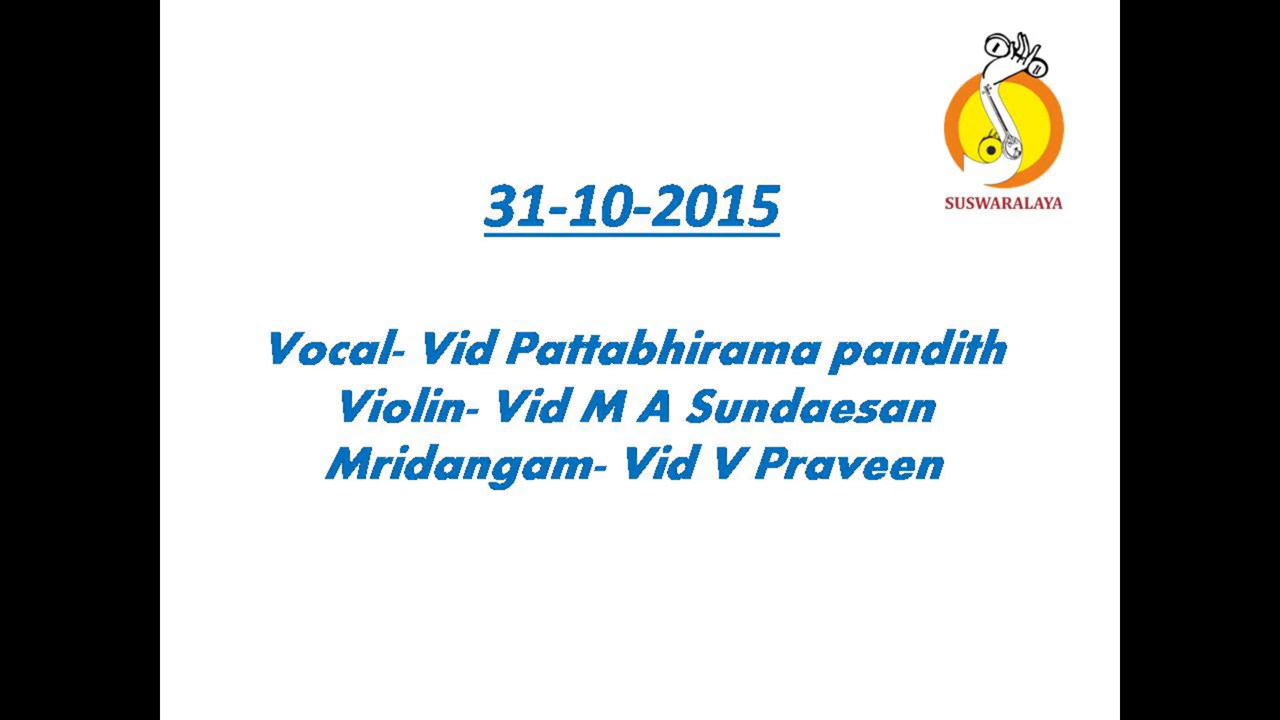 SUSWARALAYA
31-10-2015
Vocal- Vid Pattabhirama pandith
Violin- Vid M A Sundaesan
Mridangam- Vid V Praveen